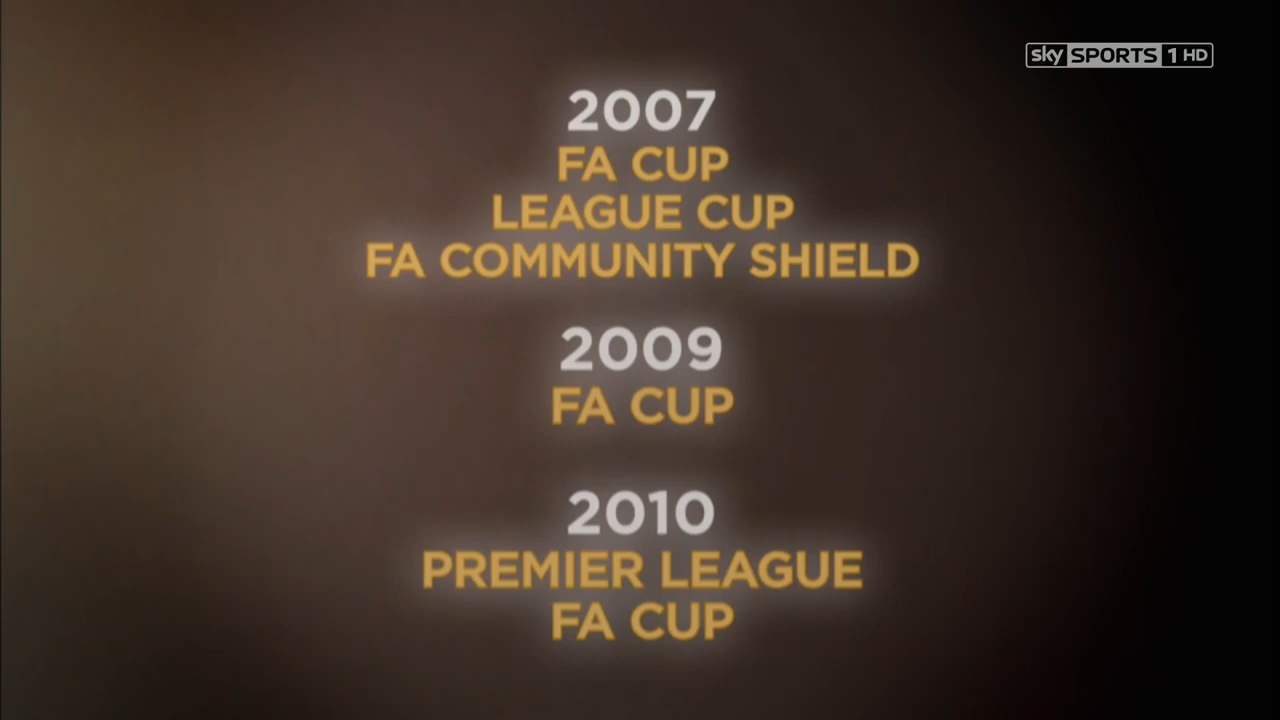 sky SPORTS 1 HD
2007
FA CUP
LEAGUE CUP
FA COMMUNITY SHIELD
2009
FA CUP
2010
PREMIER LEAGUE
FA CUP